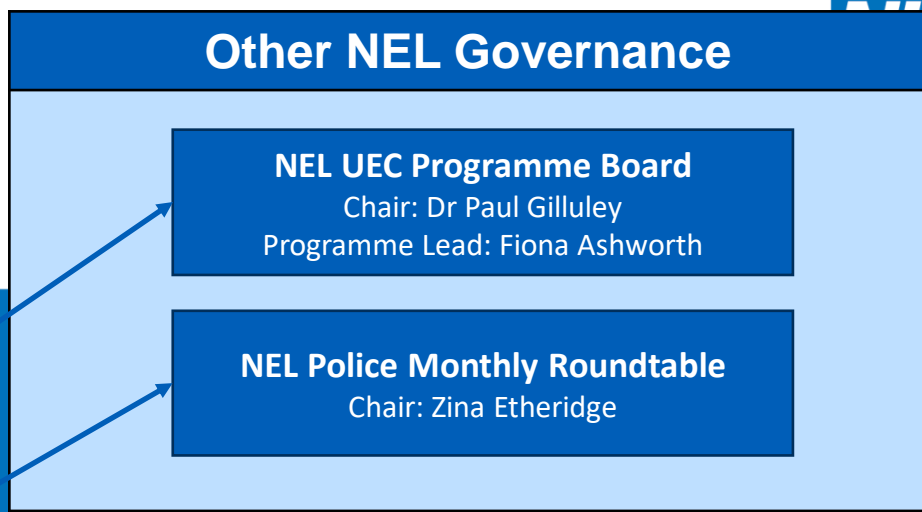 Other NEL Governance
NEL UEC Programme Board
Chair: Dr Paul Gilluley
Programme Lead: Fiona Ashworth
NEL Police Monthly Roundtable
Chair: Zina Etheridge